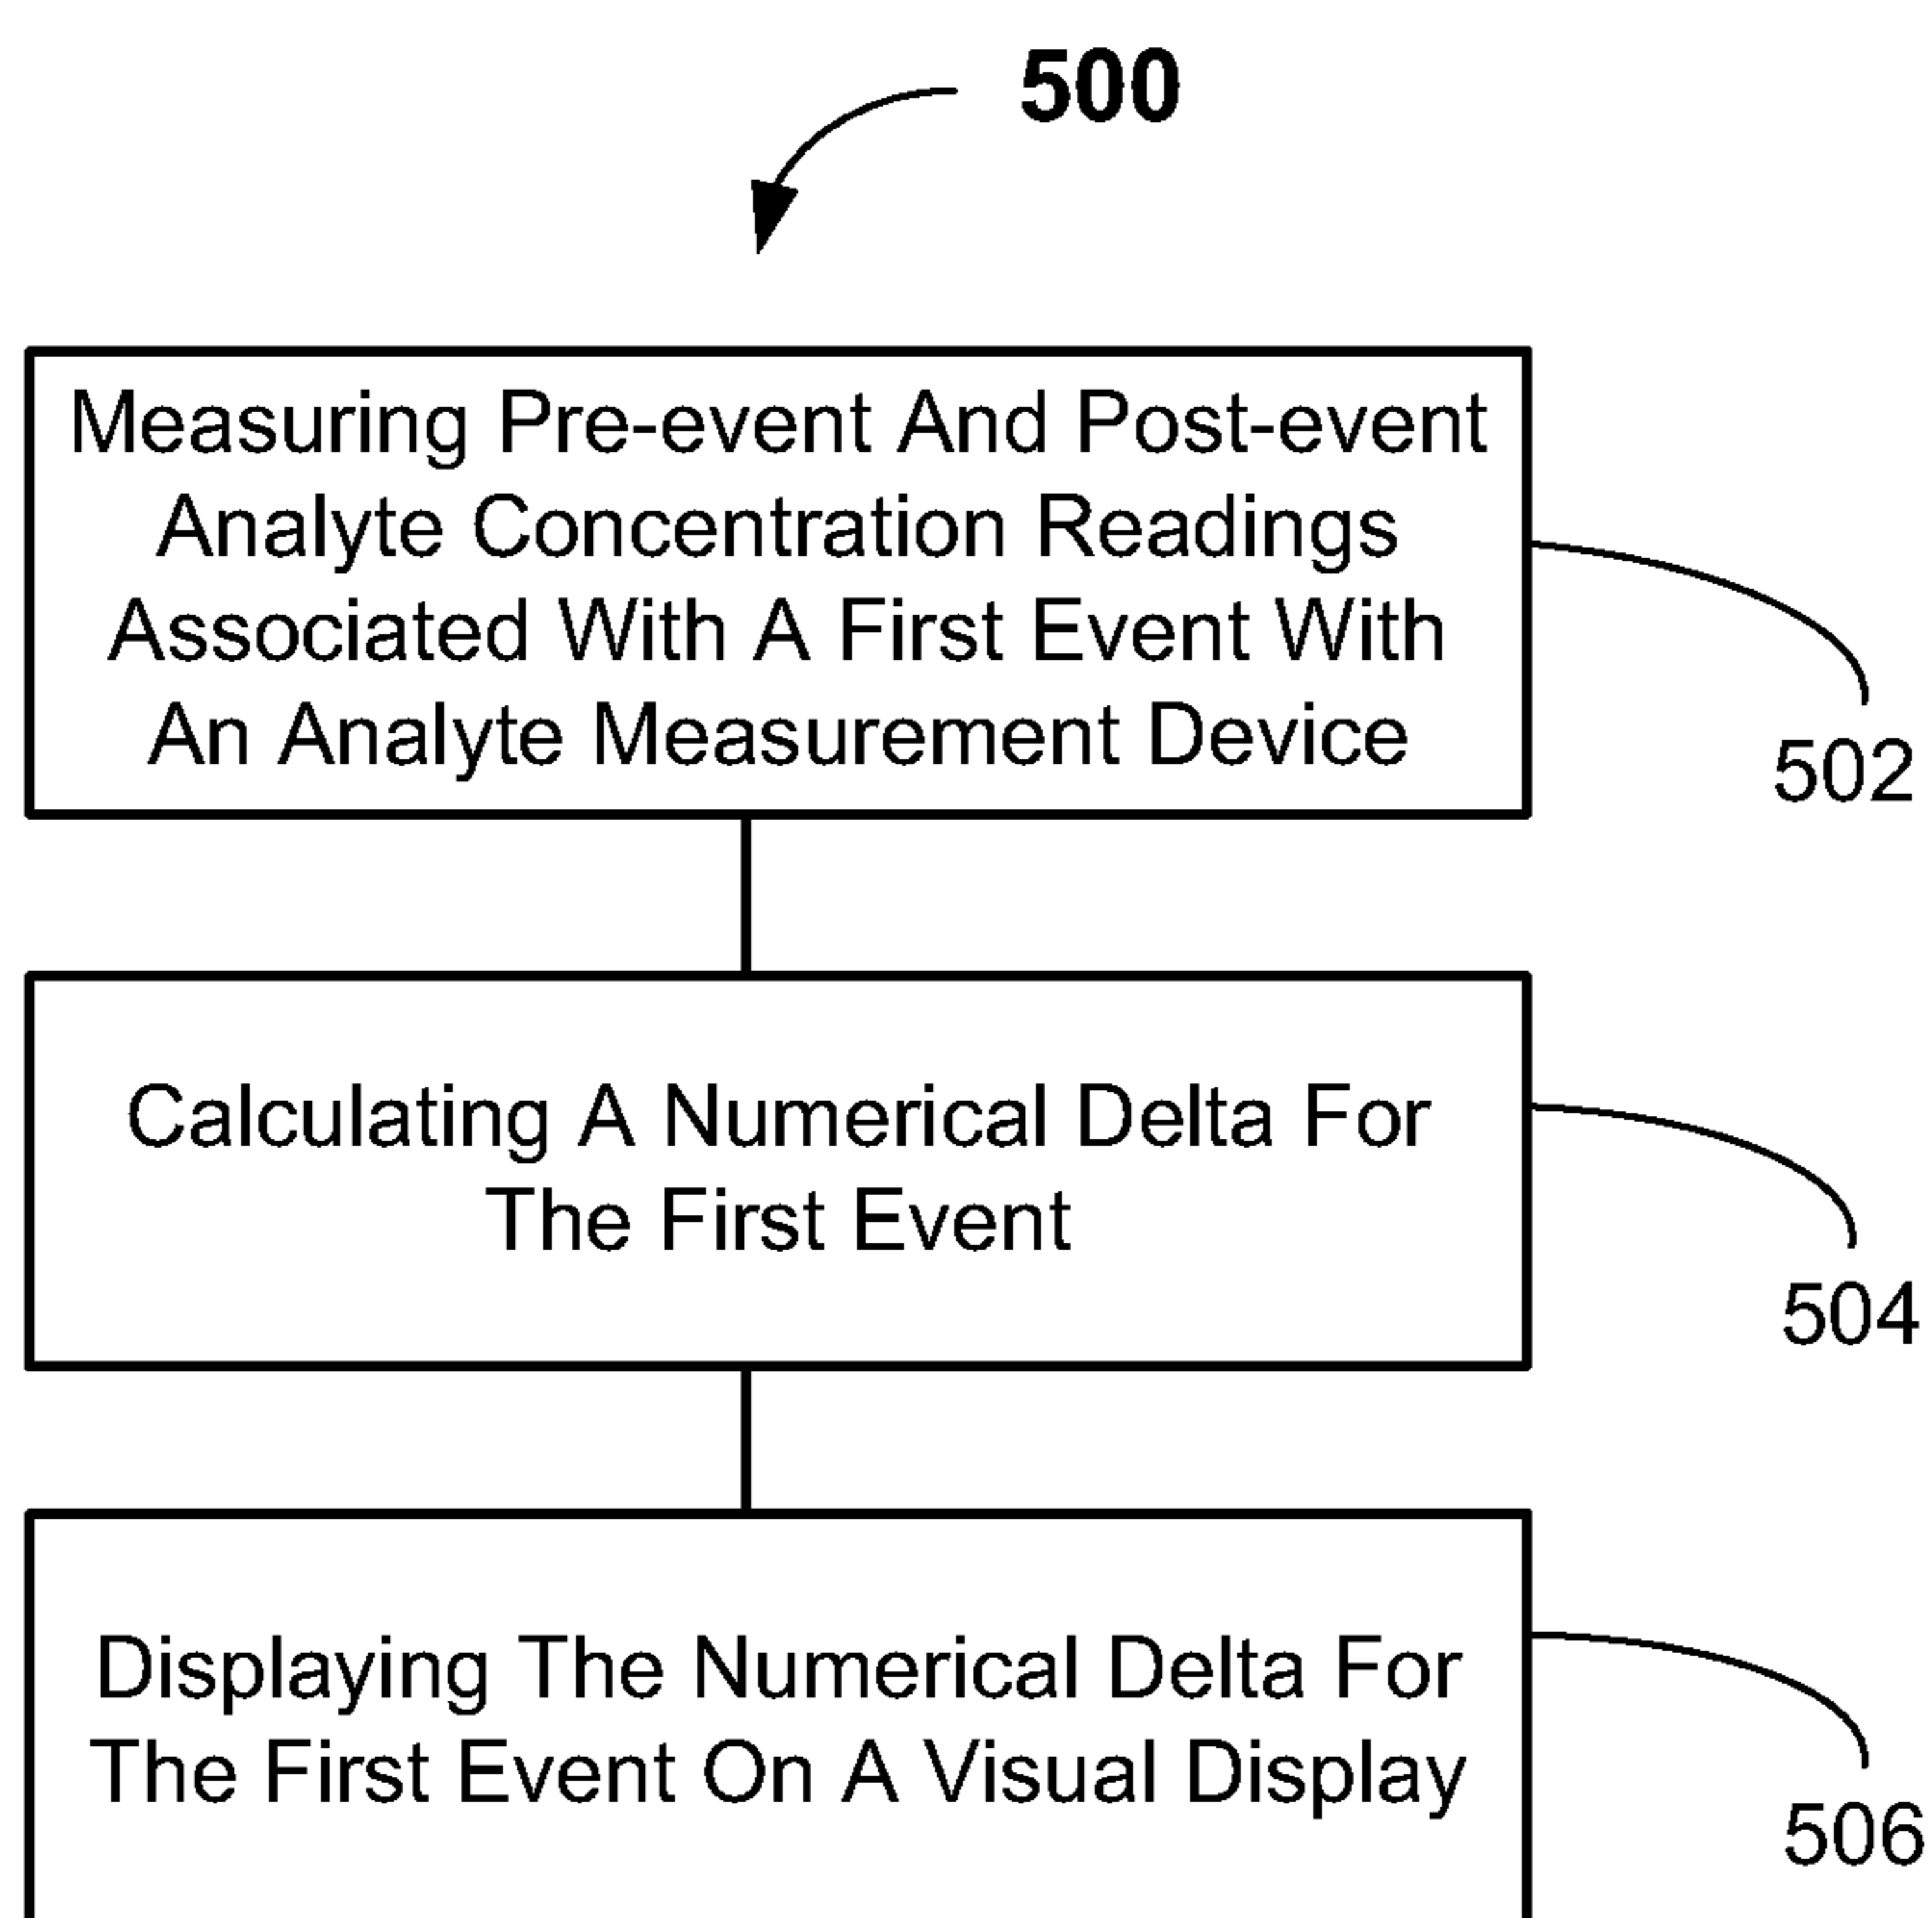 500
Measuring Pre-event And Post-event
Analyte Concentration Readings
Associated With A First Event With
An Analyte Measurement Device
502
Calculating A Numerical Delta For
The First Event
504
Displaying The Numerical Delta For
The First Event On A Visual Display
506